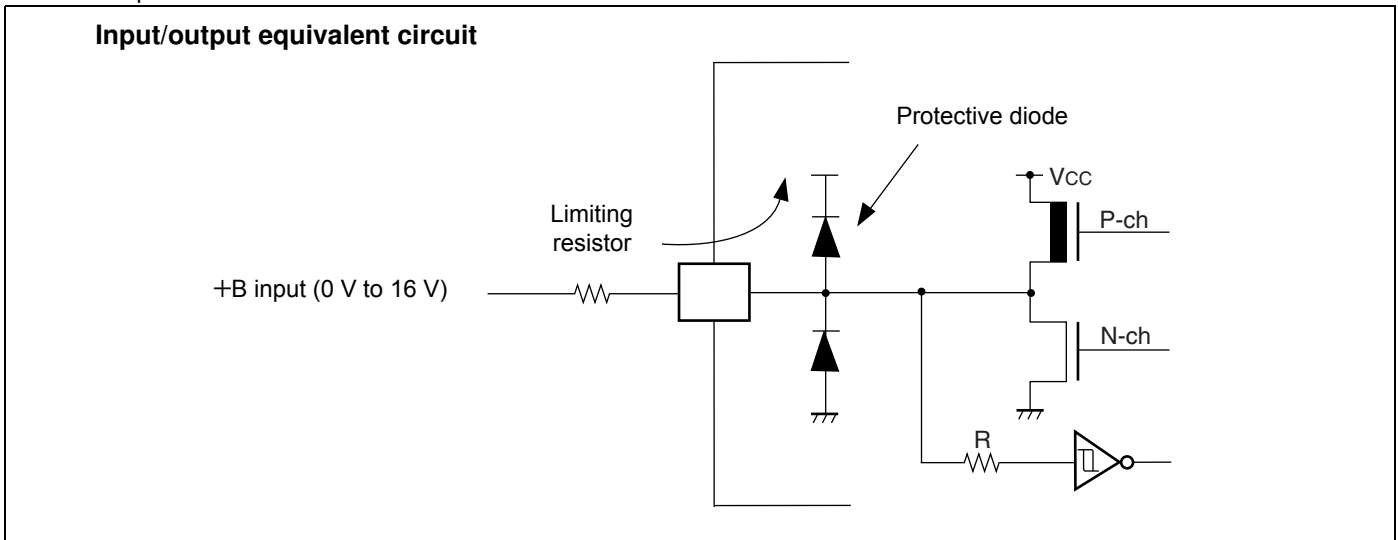 Input/output equivalent circuit
Protective diode
Limiting
resistor
VCC
P-ch
+B input (0 V to 16 V)
N-ch
R